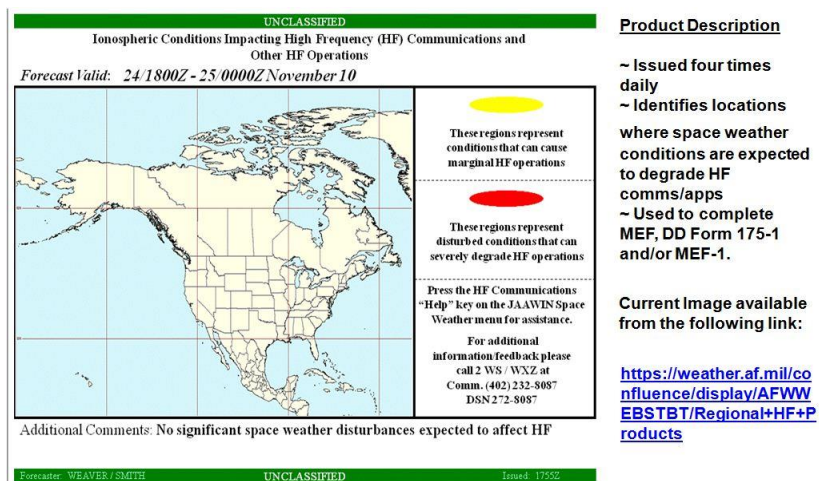 UNCLASSIFIED
Ionospheric Conditions Impacting High Frequency (HF) Communications and
Other HF Operations
Forecast Valid: 24/1800Z - 25/0000Z November 10
These regions represent
conditions that can cause
marginal HF operations
These regions represent
disturbed conditions that can
severely degrade HF operations
Press the HF Communications
“Help” key on the JAAWIN Space
Weather menu for assistance.
For additional
information/feedback please
call 2 WS / WXZ at
Comm. (402) 232-8087
DSN 272-8087
Additional Comments: No significant space weather disturbances expected to affect HF
Forecaster: WEAVER / SMITH UNCLASSIFIED Issued: 1755Z
Product Description
~ Issued four times
daily
~ Identifies locations
where space weather
conditions are expected
to degrade HF
comms/apps
~ Used to complete
MEF, DD Form 175-1
and/or MEF-1.
Current Image available
from the following link:
https://weather.af.mil/co
nfluence/display/AFWW
EBSTBT/Regional+HF+P
roducts